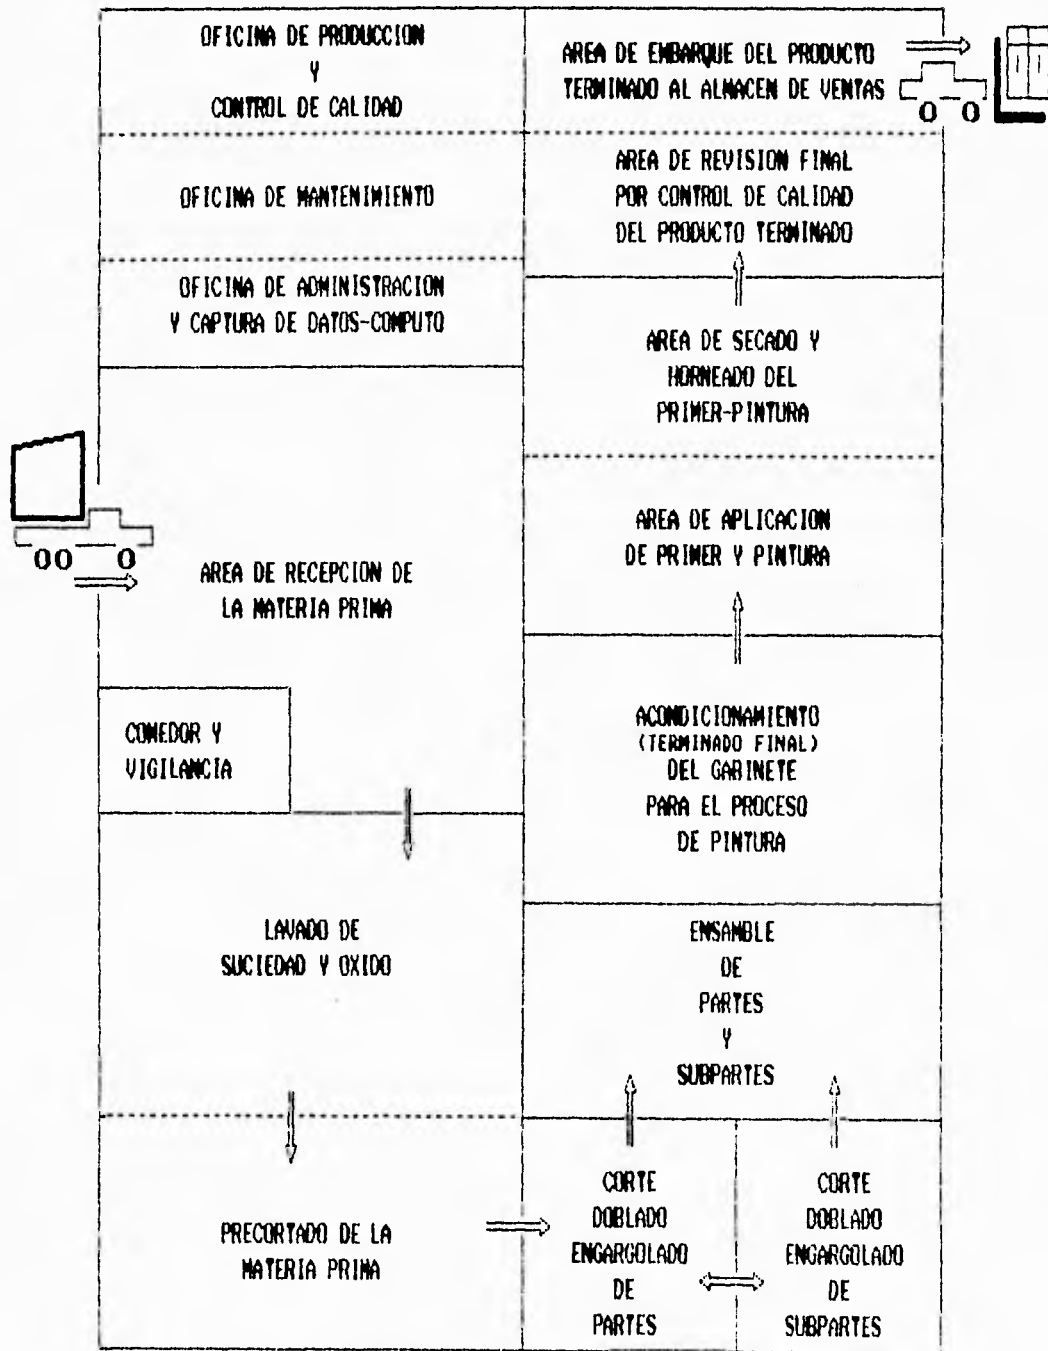 OFICINA DE PRODUCCION
Y
CONTROL DE CALIDAD
OFICINA DE MANTENIMIENTO
OFICINA DE ADMINISTRACION
Y CAPTURA DE DATOS-COMPUTO
AREA DE RECEPCION DE
LA MATERIA PRIMA
COMEDOR Y
VIGILANCIA
LAVADO DE
SUCIEDAD Y OXIDO
PRECORTADO DE LA
MATERIA PRIMA
CORTE
DOBLADO
ENGARGOLADO
DE
PARTES
CORTE
DOBLADO
ENGARGOLADO
DE
SUBPARTES
ENSAMBLE
DE
PARTES
Y
SUBPARTES
ACONDICIONAMIENTO
(TERMINADO FINAL)
DEL GABINETE
PARA EL PROCESO
DE PINTURA
AREA DE APLICACION
DE PRIMER Y PINTURA
AREA DE SECADO Y
HORNEADO DEL
PRIMER-PINTURA
AREA DE REVISION FINAL
POR CONTROL DE CALIDAD
DEL PRODUCTO TERMINADO
AREA DE EMBARQUE DEL PRODUCTO
TERMINADO AL ALMACEN DE VENTAS